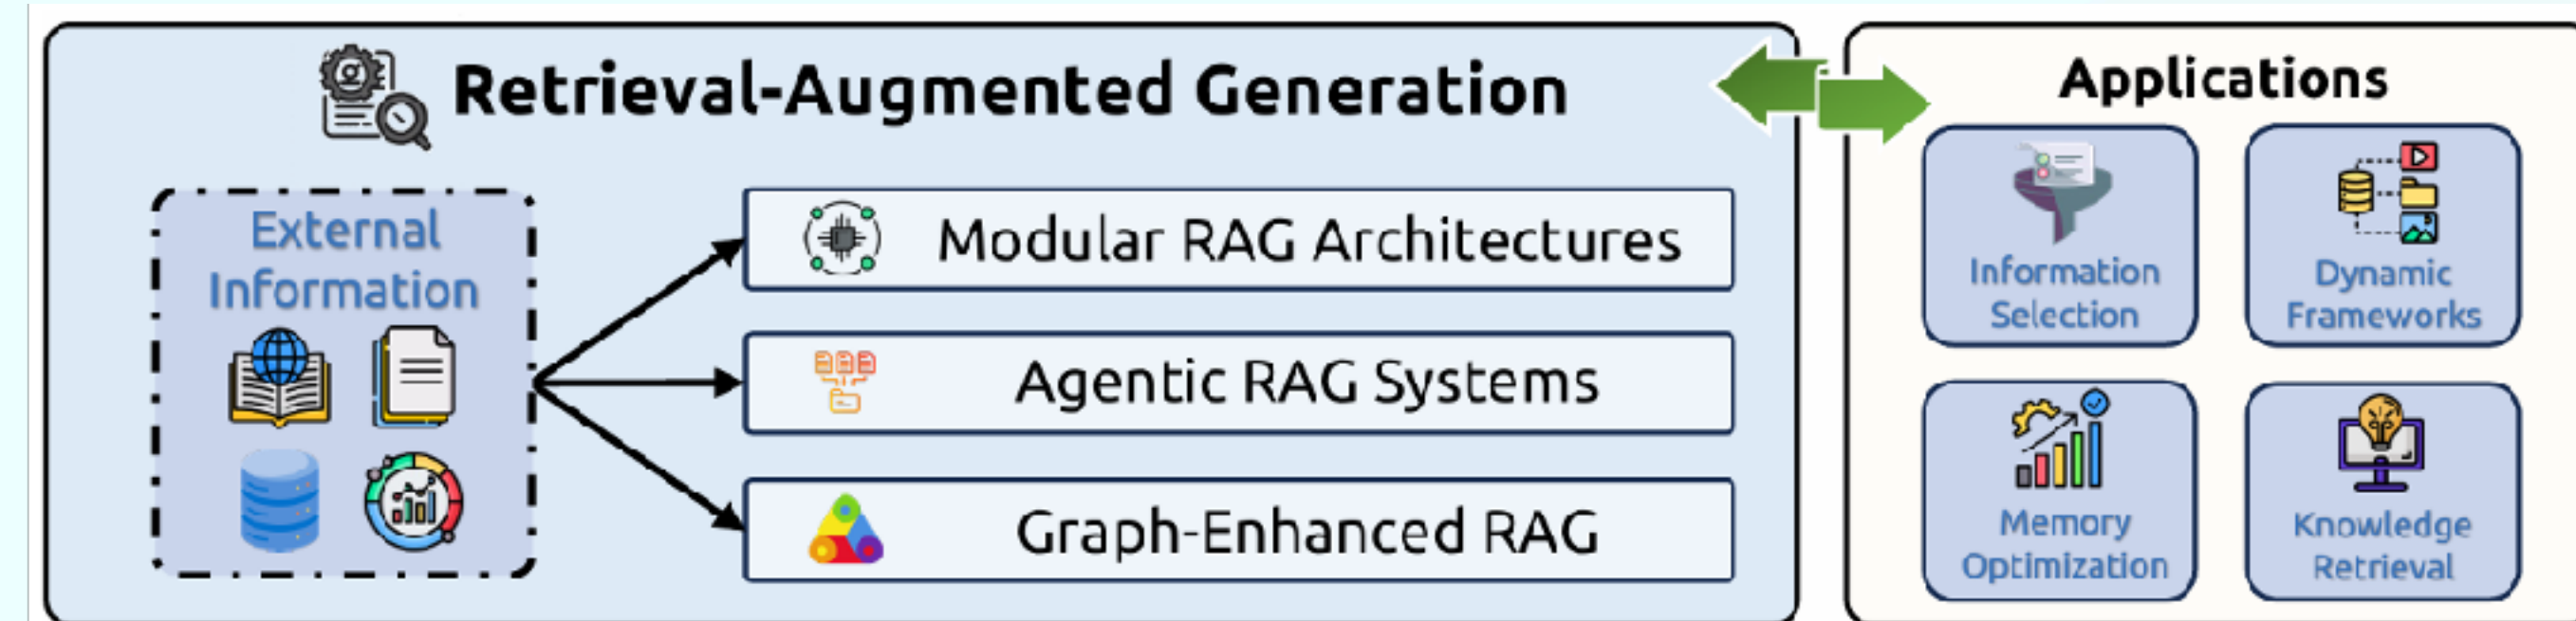 Retrieval-Augmented Generation
External
Information
Modular RAG Architectures
Agentic RAG Systems
Graph-Enhanced RAG
Applications
Information
Selection
Dynamic
Frameworks
Memory
Optimization
Knowledge
Retrieval